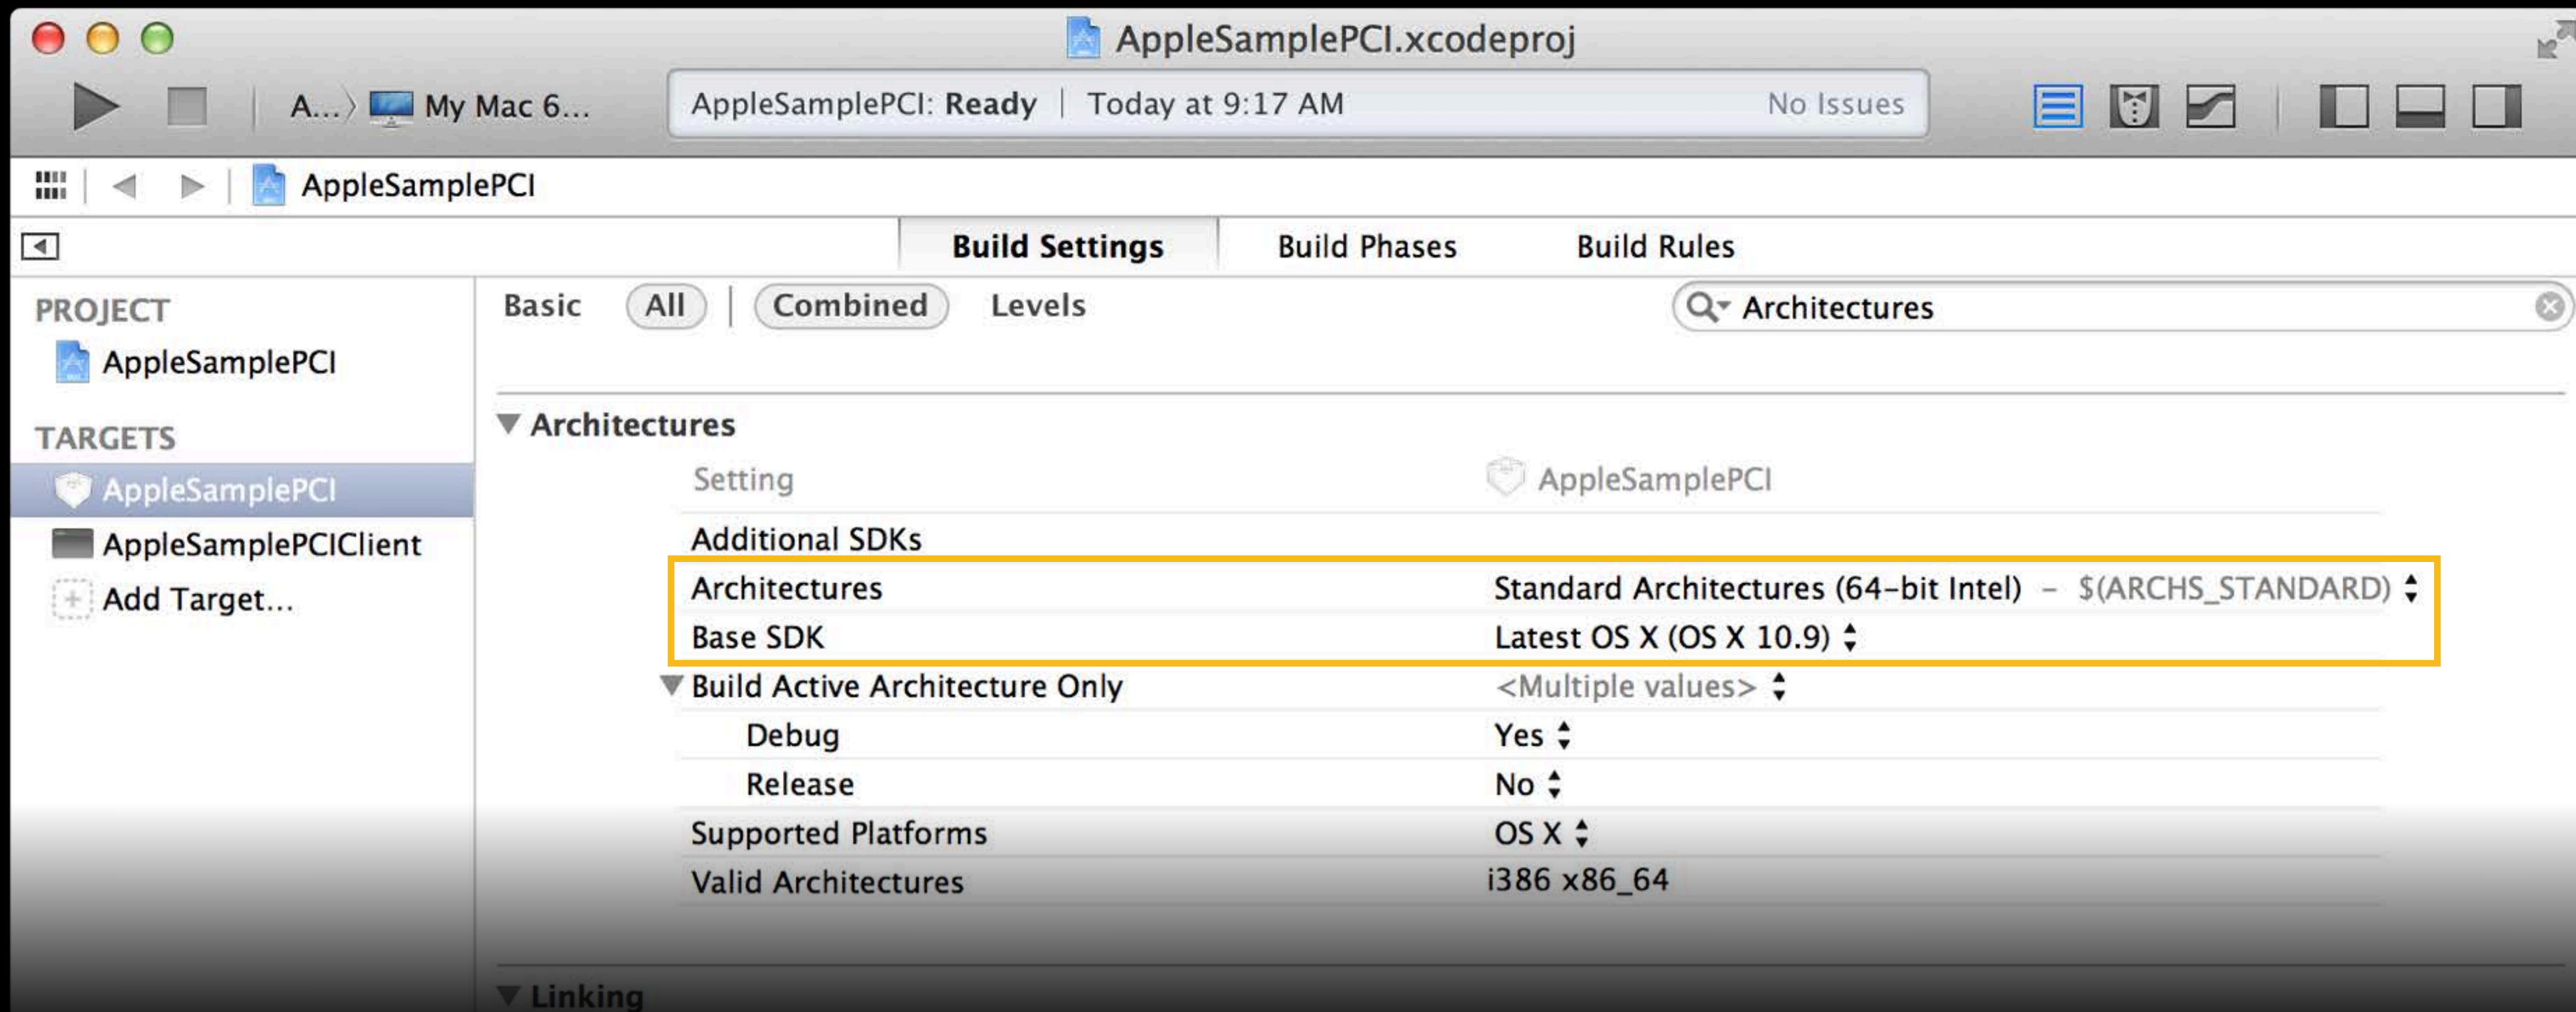 AppleSamplePCI.xcodeproj
A... My Mac 6... AppleSamplePCI: Ready | Today at 9:17 AM No Issues
AppleSamplePCI
Build Settings Build Phases Build Rules
PROJECT
AppleSamplePCI
TARGETS
AppleSamplePCI
AppleSamplePCIClient
Add Target...
Basic All | Combined Levels Architectures
Architectures
Setting AppleSamplePCI
Additional SDKs
Architectures Standard Architectures (64-bit Intel) – $(ARCHS_STANDARD)
Base SDK Latest OS X (OS X 10.9)
Build Active Architecture Only <Multiple values>
Debug Yes
Release No
Supported Platforms OS X
Valid Architectures i386 x86_64
Linking